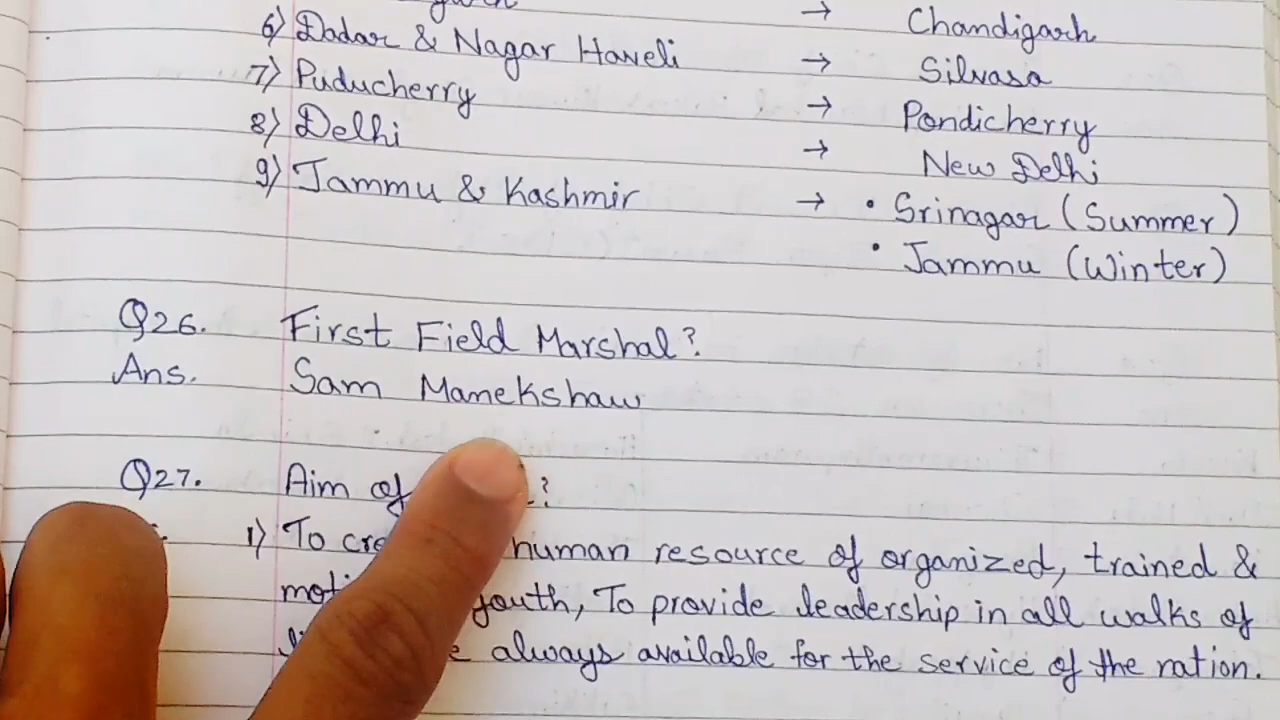 → Chandigarh
6) Dadar & Nagar Haveli → Silvasa
7) Puducherry → Pondicherry
8) Delhi → New Delhi
9) Jammu & Kashmir → • Srinagar (Summer)
• Jammu (Winter)
Q26. First Field Marshal?
Ans. Sam Manekshaw
Q27. Aim of ?
1) To human resource of organized, trained &
youth, To provide leadership in all walks of
always available for the service of the nation.